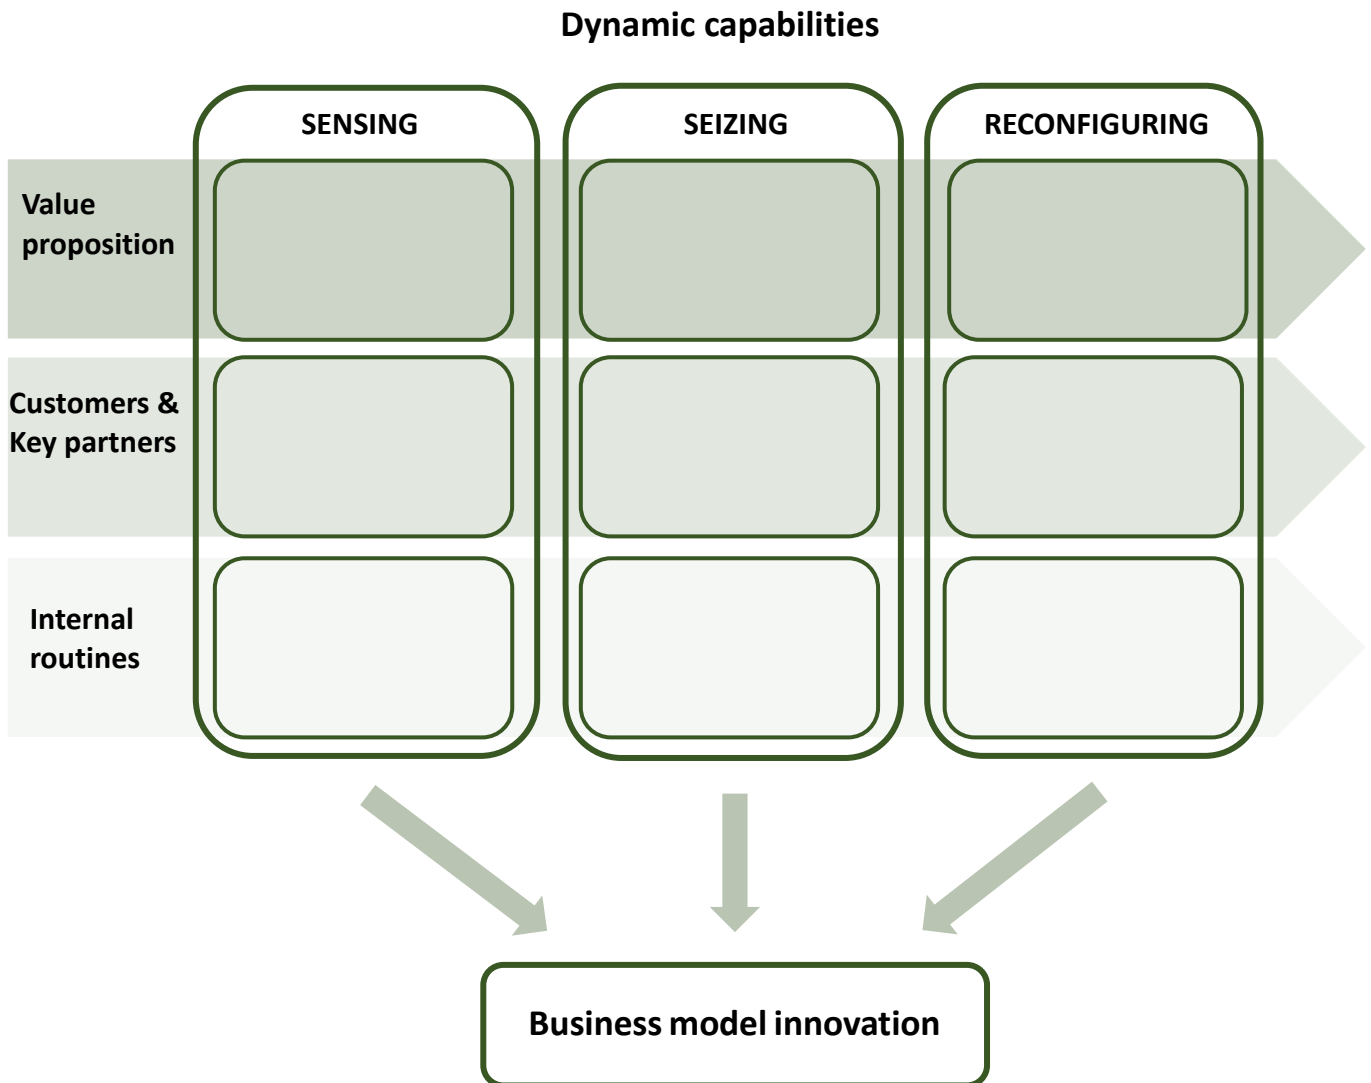 Dynamic capabilities
SENSING
SEIZING
RECONFIGURING
Value
proposition
Customers &
Key partners
Internal
routines
Business model innovation